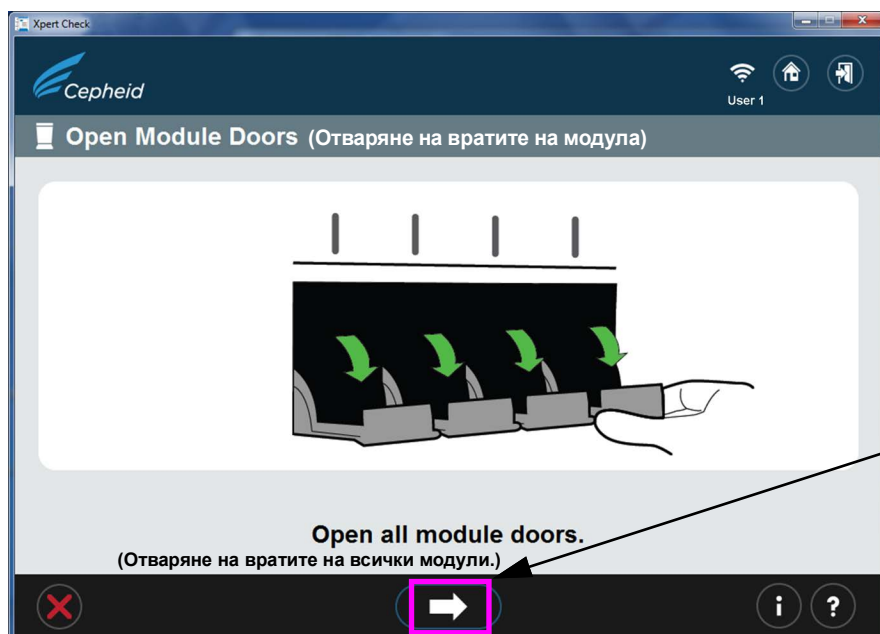 Xpert Check
Cepheid
User 1
Open Module Doors (Отваряне на вратите на модула)
Open all module doors.
(Отваряне на вратите на всички модули.)
i ?